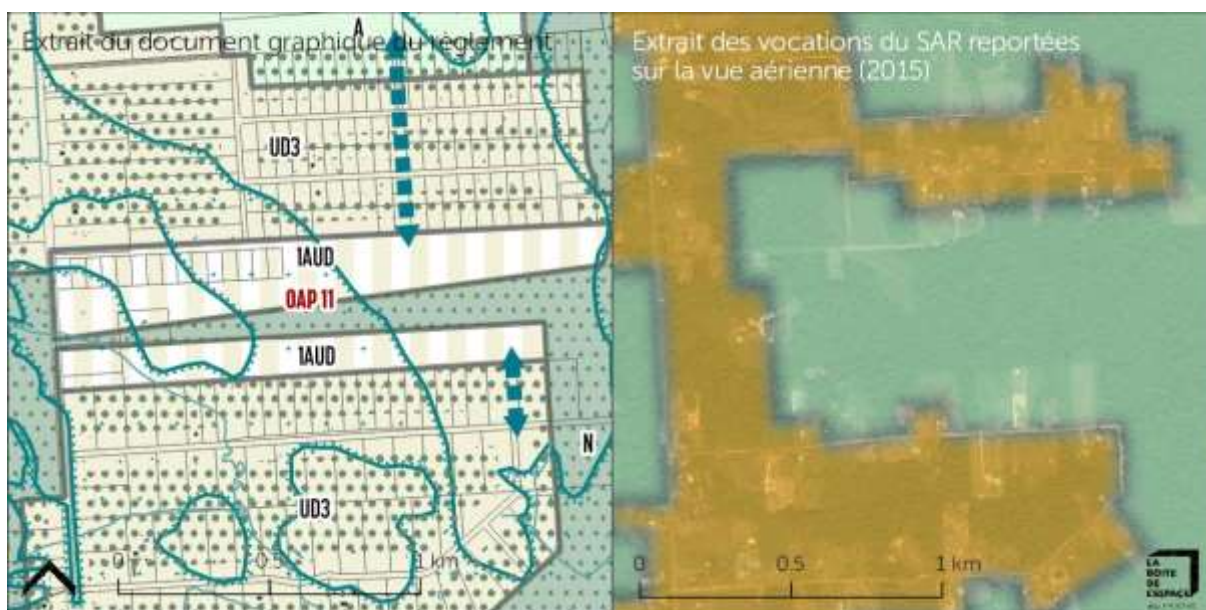 Extrait du document graphique du règlement
A
UD3
1AUD
OAP 11
1AUD
N
UD3
0 0.5 1 km
Extrait des vocations du SAR reportées
sur la vue aérienne (2015)
0 0.5 1 km
LA
BOITE
DE
L'ESPACE